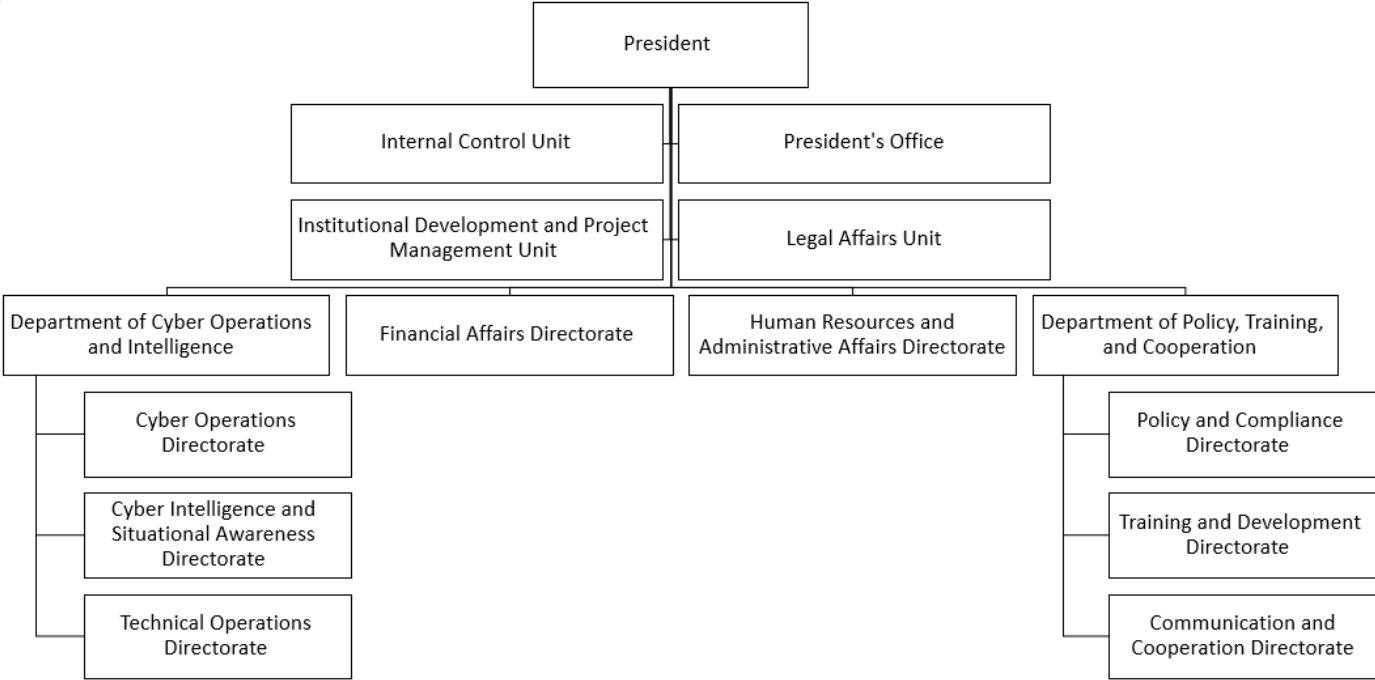 President
Internal Control Unit
President's Office
Institutional Development and Project
Management Unit
Legal Affairs Unit
Department of Cyber Operations
and Intelligence
Financial Affairs Directorate
Human Resources and
Administrative Affairs Directorate
Department of Policy, Training,
and Cooperation
Cyber Operations
Directorate
Cyber Intelligence and
Situational Awareness
Directorate
Technical Operations
Directorate
Policy and Compliance
Directorate
Training and Development
Directorate
Communication and
Cooperation Directorate